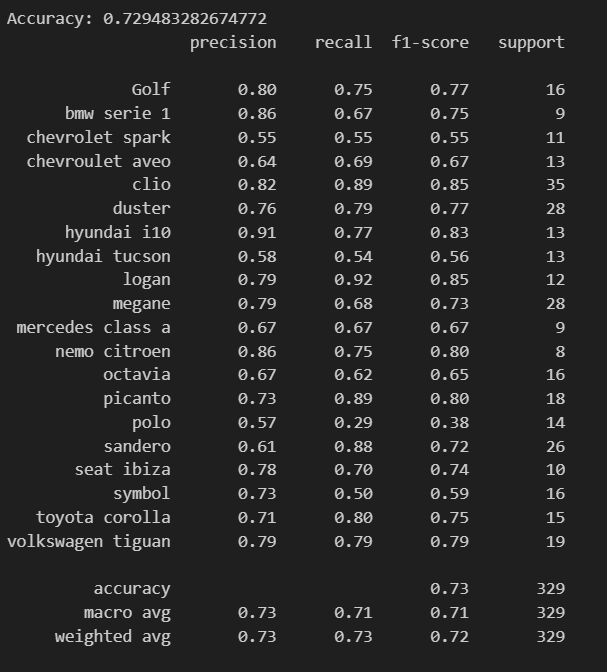 Accuracy: 0.729483282674772
precision recall f1-score support
Golf 0.80 0.75 0.77 16
bmw serie 1 0.86 0.67 0.75 9
chevrolet spark 0.55 0.55 0.55 11
chevroulet aveo 0.64 0.69 0.67 13
clio 0.82 0.89 0.85 35
duster 0.76 0.79 0.77 28
hyundai i10 0.91 0.77 0.83 13
hyundai tucson 0.58 0.54 0.56 13
logan 0.79 0.92 0.85 12
megane 0.79 0.68 0.73 28
mercedes class a 0.67 0.67 0.67 9
nemo citroen 0.86 0.75 0.80 8
octavia 0.67 0.62 0.65 16
picanto 0.73 0.89 0.80 18
polo 0.57 0.29 0.38 14
sandero 0.61 0.88 0.72 26
seat ibiza 0.78 0.70 0.74 10
symbol 0.73 0.50 0.59 16
toyota corolla 0.71 0.80 0.75 15
volkswagen tiguan 0.79 0.79 0.79 19
accuracy 0.73 329
macro avg 0.73 0.71 0.71 329
weighted avg 0.73 0.73 0.72 329